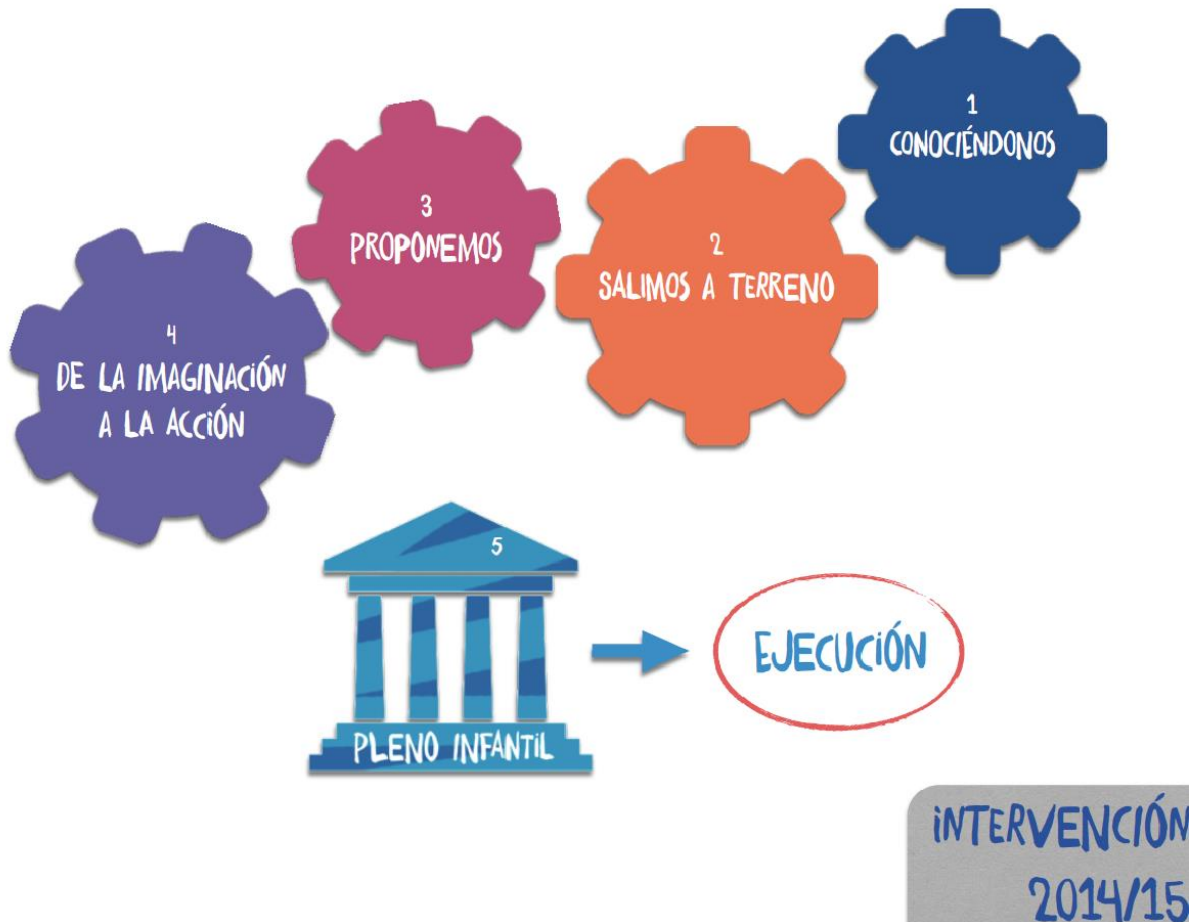 1
CONOCIÉNDONOS
2
SALIMOS A TERRENO
3
PROPONEMOS
4
DE LA IMAGINACIÓN
A LA ACCIÓN
5
PLENO INFANTIL
EJECUCIÓN
INTERVENCIÓN
2014/15